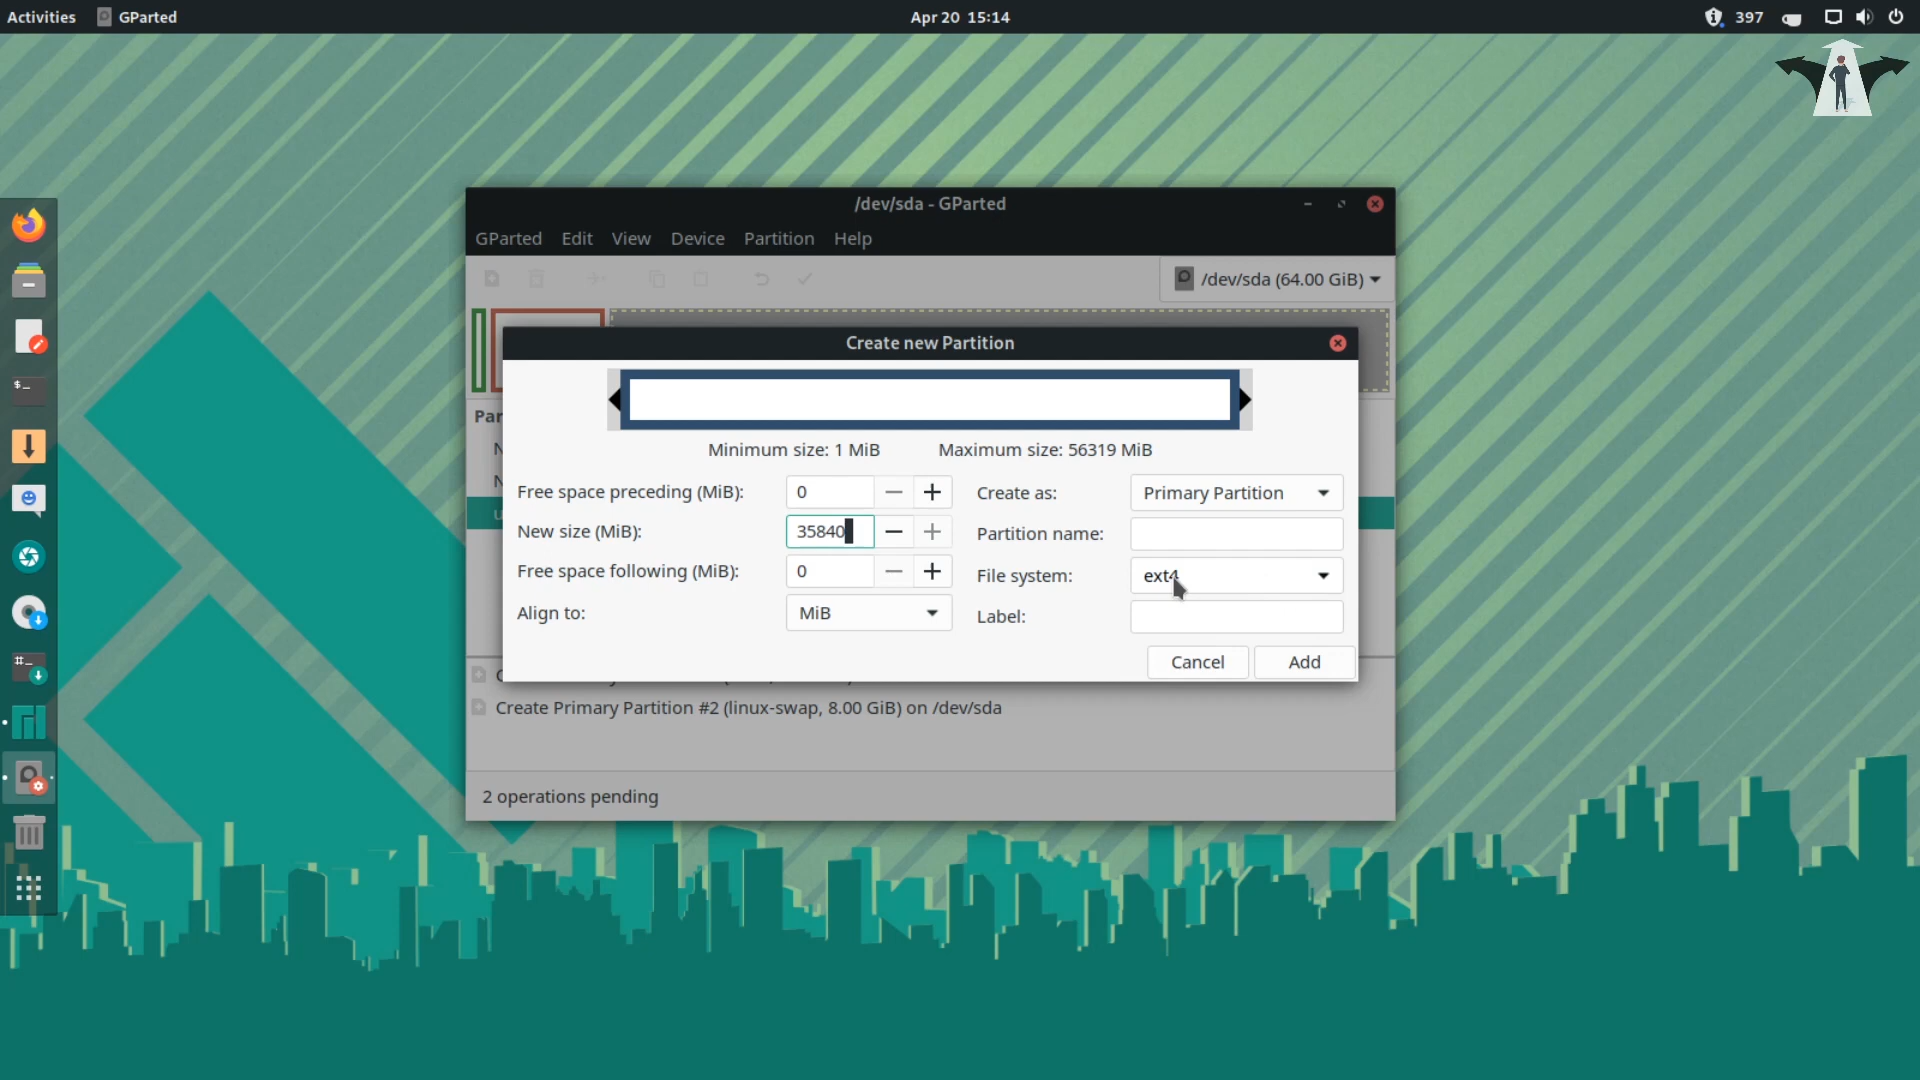 Activities GParted Apr 20 15:14 397
/dev/sda - GParted
GParted Edit View Device Partition Help
/dev/sda (64.00 GiB)
Create new Partition
Minimum size: 1 MiB Maximum size: 56319 MiB
Free space preceding (MiB): 0 Create as: Primary Partition
New size (MiB): 35840 Partition name:
Free space following (MiB): 0 File system: ext4
Align to: MiB Label:
Cancel Add
Create Primary Partition #2 (linux-swap, 8.00 GiB) on /dev/sda
2 operations pending